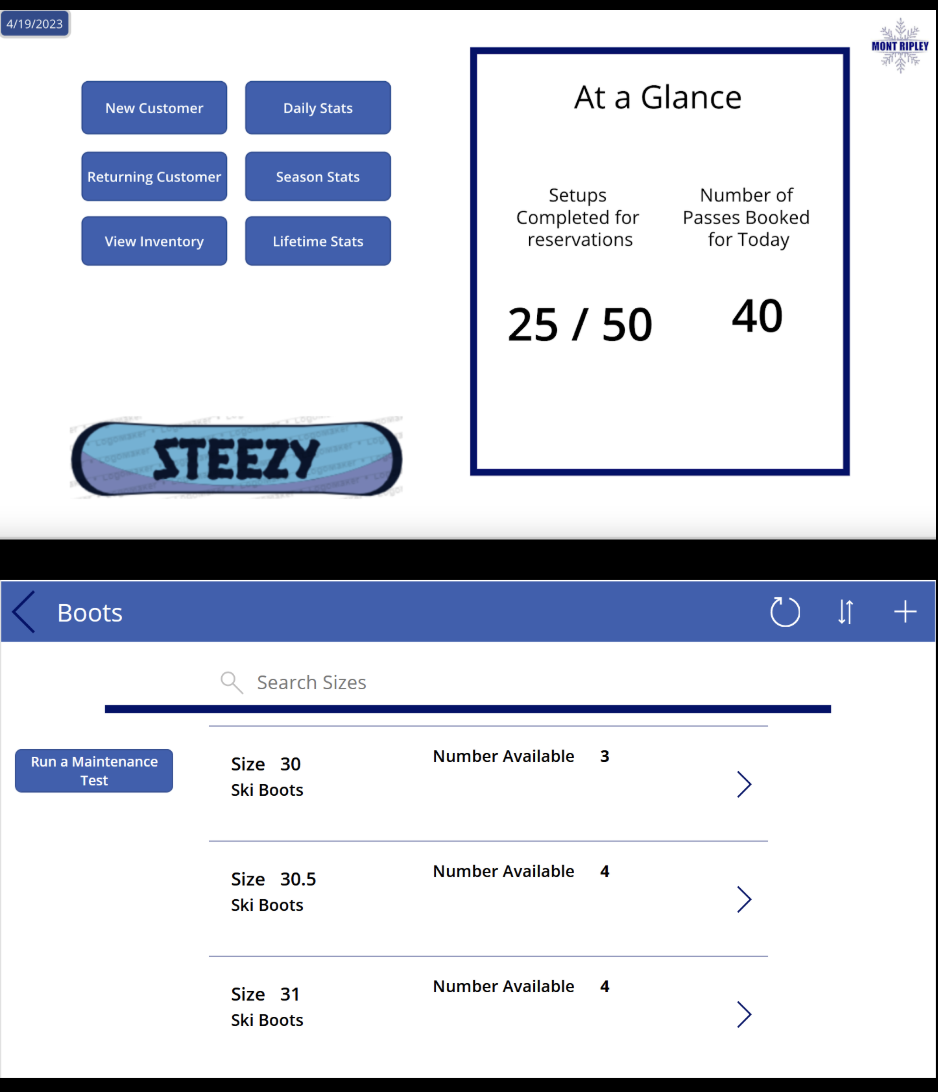 4/19/2023
MONT RIPLEY
New Customer
Daily Stats
Returning Customer
Season Stats
View Inventory
Lifetime Stats
At a Glance
Setups
Completed for
reservations
Number of
Passes Booked
for Today
25 / 50
40
STEEZY
Boots
Search Sizes
Run a Maintenance
Test
Size 30
Number Available 3
Ski Boots
Size 30.5
Number Available 4
Ski Boots
Size 31
Number Available 4
Ski Boots